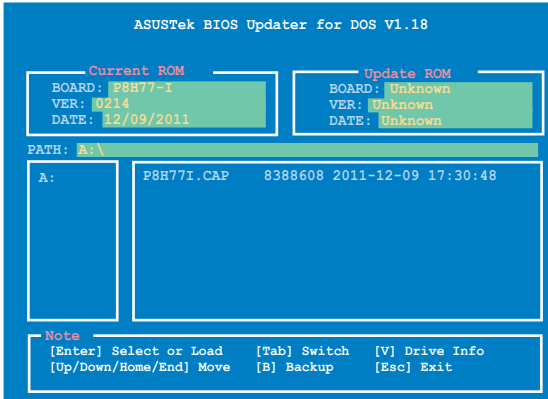 ASUSTek BIOS Updater for DOS V1.18
Current ROM
BOARD: P8H77-I
VER: 0214
DATE: 12/09/2011
Update ROM
BOARD: Unknown
VER: Unknown
DATE: Unknown
PATH: A:\
A:
P8H77I.CAP 8388608 2011-12-09 17:30:48
Note
[Enter] Select or Load [Tab] Switch [V] Drive Info
[Up/Down/Home/End] Move [B] Backup [Esc] Exit